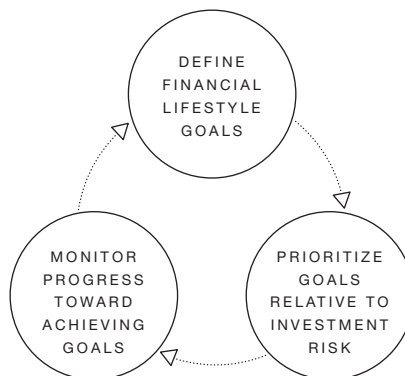 DEFINE
FINANCIAL
LIFESTYLE
GOALS
PRIORITIZE
GOALS
RELATIVE TO
INVESTMENT
RISK
MONITOR
PROGRESS
TOWARD
ACHIEVING
GOALS